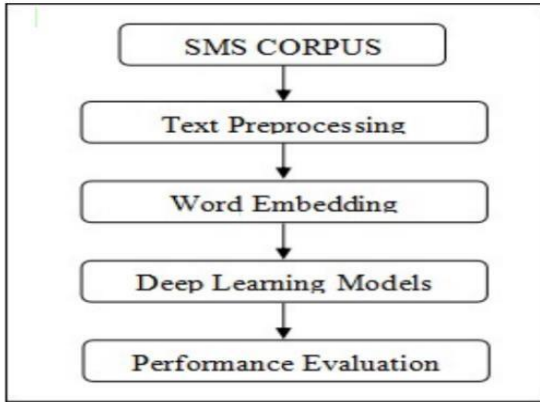 SMS CORPUS
Text Preprocessing
Word Embedding
Deep Learning Models
Performance Evaluation